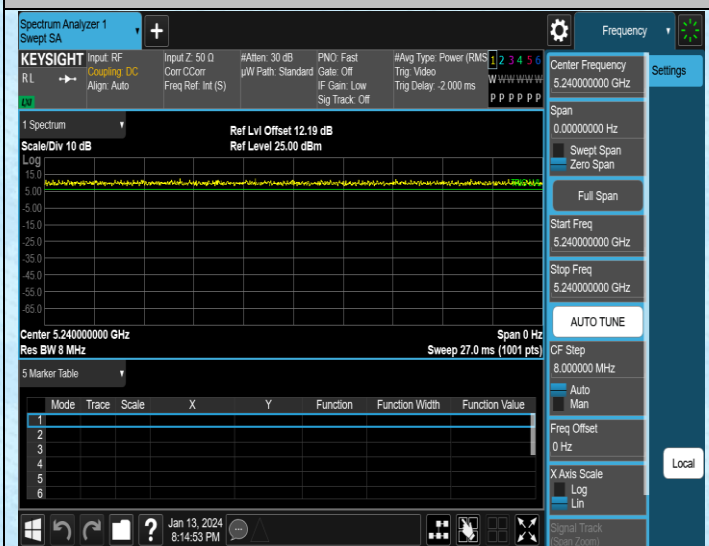 Spectrum Analyzer 1
Swept SA
+
Frequency
KEYSIGHT
RL
LXI
Input: RF
Coupling: DC
Align: Auto
Input Z: 50 Ω
Corr CCorr
Freq Ref: Int (S)
#Atten: 30 dB
µW Path: Standard
PNO: Fast
Gate: Off
IF Gain: Low
Sig Track: Off
#Avg Type: Power (RMS
Trig: Video
Trig Delay: -2.000 ms
1 2 3 4 5 6
W W W W W W
P P P P P P
1 Spectrum
Scale/Div 10 dB
Ref Lvl Offset 12.19 dB
Ref Level 25.00 dBm
Log
15.0
5.00
-5.00
-15.0
-25.0
-35.0
-45.0
-55.0
-65.0
Center 5.240000000 GHz
Span 0 Hz
Res BW 8 MHz
Sweep 27.0 ms (1001 pts)
5 Marker Table
Mode Trace Scale X Y Function Function Width Function Value
1
2
3
4
5
6
Center Frequency
5.240000000 GHz
Settings
Span
0.00000000 Hz
Swept Span
Zero Span
Full Span
Start Freq
5.240000000 GHz
Stop Freq
5.240000000 GHz
AUTO TUNE
CF Step
8.000000 MHz
Auto
Man
Freq Offset
0 Hz
X Axis Scale
Log
Lin
Signal Track
(Span Zoom)
Local
?
Jan 13, 2024
8:14:53 PM